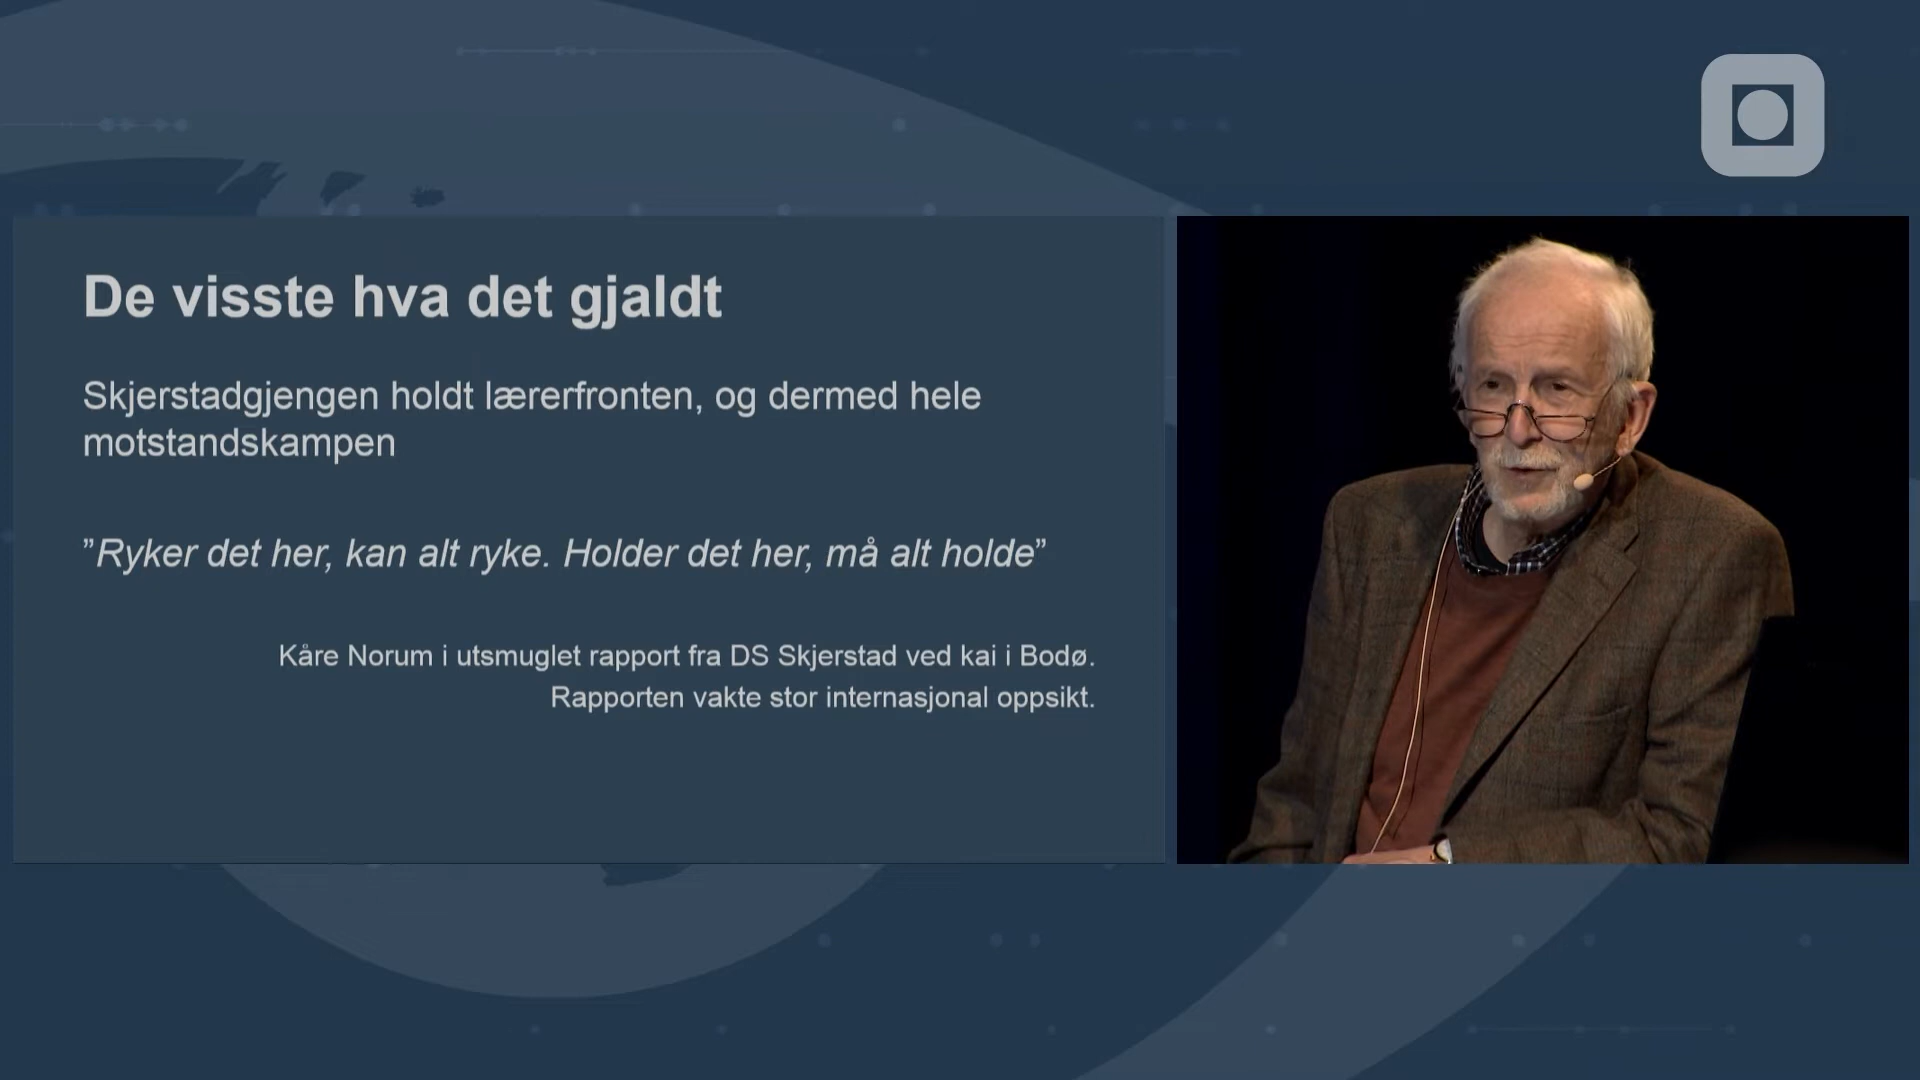 De visste hva det gjaldt
Skjerstadgjengen holdt lærerfronten, og dermed hele
motstandskampen
”Ryker det her, kan alt ryke. Holder det her, må alt holde”
Kåre Norum i utsmuglet rapport fra DS Skjerstad ved kai i Bodø.
Rapporten vakte stor internasjonal oppsikt.